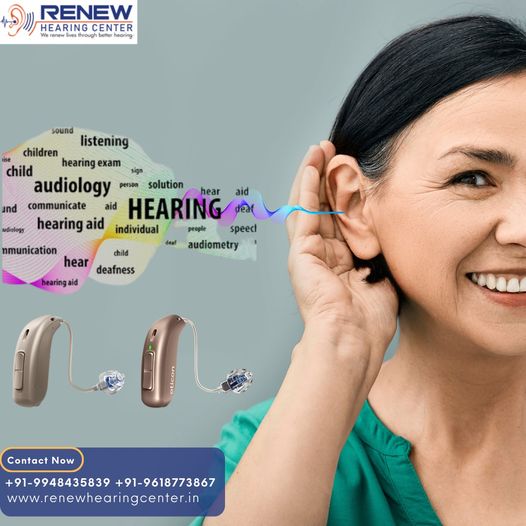 RENEW
HEARING CENTER
We renew lives through better hearing.
sound
listening
children
hearing exam
sign
child
audiology
person
solution
hear
aid
communicate
aid
HEARING
deaf
hearing aid
individual
people
speech
deaf
audiometry
hear
child
deafness
hearing aid
oticon
Contact Now
+91-9948435839 +91-9618773867
www.renewhearingcenter.in